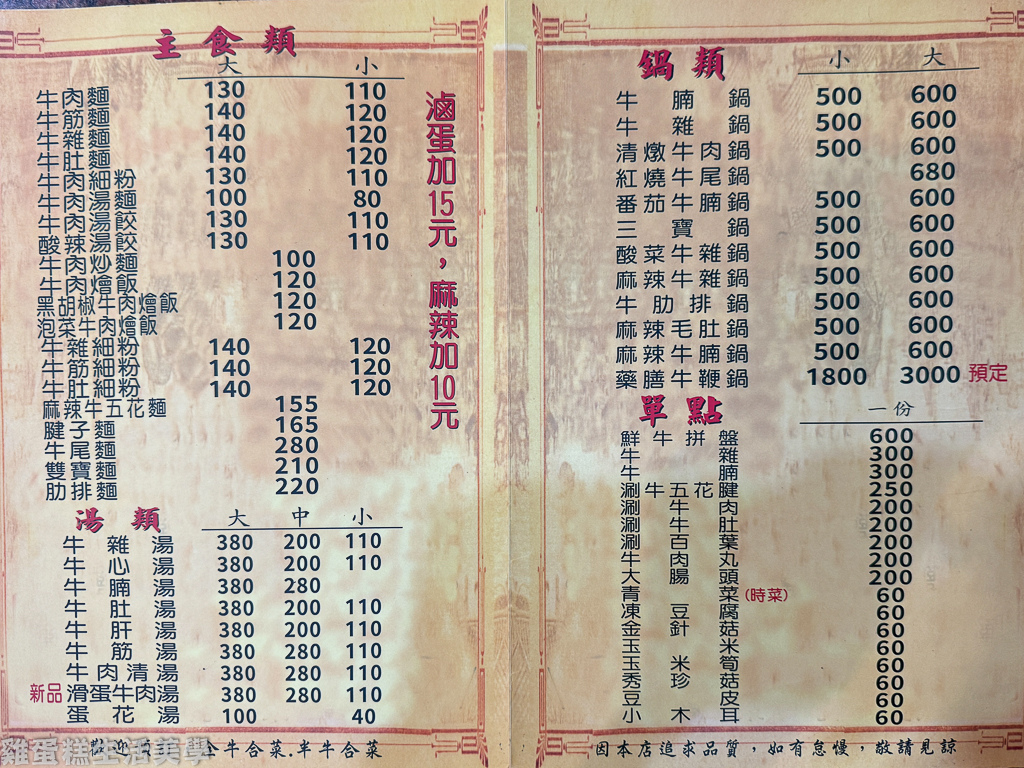 主食類
大 小
牛肉麵 130 110
牛筋麵 140 120
牛雜麵 140 120
牛肚麵 140 120
牛肉細粉 130 110
牛肉湯麵 100 80
牛肉湯餃 130 110
酸辣湯餃 130 110
牛肉炒麵 100
牛肉燴飯 120
黑胡椒牛肉燴飯 120
泡菜牛肉燴飯 120
牛雜細粉 140 120
牛筋細粉 140 120
牛肚細粉 140 120
麻辣牛五花麵 155
腱子麵 165
牛尾麵 280
雙寶麵 210
肋排麵 220
滷蛋加15元，麻辣加10元
湯類
大 中 小
牛雜湯 380 200 110
牛心湯 380 200 110
牛腩湯 380 280
牛肚湯 380 200 110
牛肝湯 380 200 110
牛筋湯 380 280 110
牛肉清湯 380 280 110
新品 滑蛋牛肉湯 380 280 110
蛋花湯 100 40
全牛合菜.半牛合菜
雞蛋糕生活美學
鍋類
小 大
牛腩鍋 500 600
牛雜鍋 500 600
清燉牛肉鍋 500 600
紅燒牛尾鍋 680
番茄牛腩鍋 500 600
三寶鍋 500 600
酸菜牛雜鍋 500 600
麻辣牛雜鍋 500 600
牛肋排鍋 500 600
麻辣毛肚鍋 500 600
麻辣牛腩鍋 500 600
藥膳牛鞭鍋 1800 3000 預定
單點
一份
鮮牛拼盤 600
牛雜 300
牛腩 300
涮牛五花腱 250
涮牛肉 200
涮牛肚 200
涮百葉 200
牛肉丸 200
大腸頭 200
青菜(時菜) 60
凍豆腐 60
金針菇 60
玉米 60
玉米筍 60
秀珍菇 60
豆皮 60
小木耳 60
因本店追求品質，如有怠慢，敬請見諒